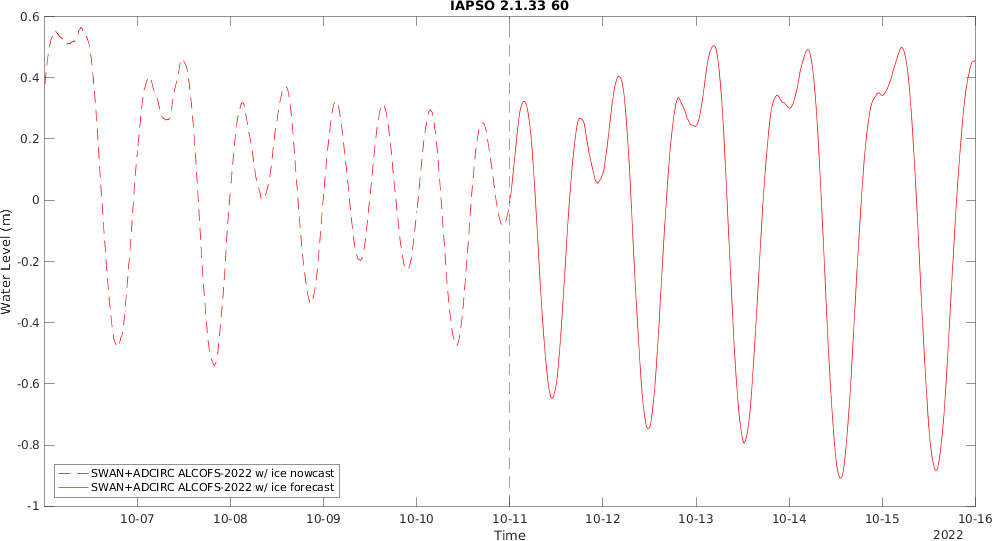 IAPSO 2.1.33 60
0.6
0.4
0.2
0
-0.2
-0.4
-0.6
-0.8
-1
Water Level (m)
SWAN+ADCIRC ALCOFS-2022 w/ ice nowcast
SWAN+ADCIRC ALCOFS-2022 w/ ice forecast
10-07 10-08 10-09 10-10 10-11 10-12 10-13 10-14 10-15 10-16
Time
2022